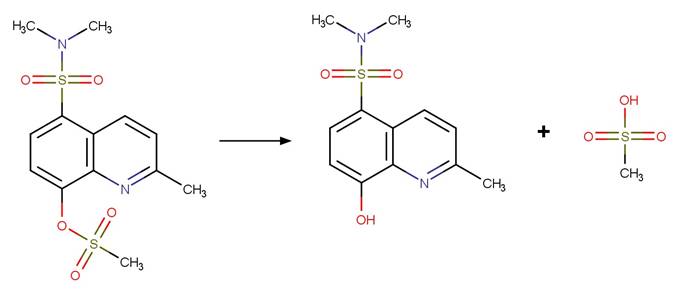 H₃C CH₃ H₃C CH₃
N N
O S O O S O OH
+ O S O
N CH₃ N CH₃ CH₃
O O OH
S
O CH₃